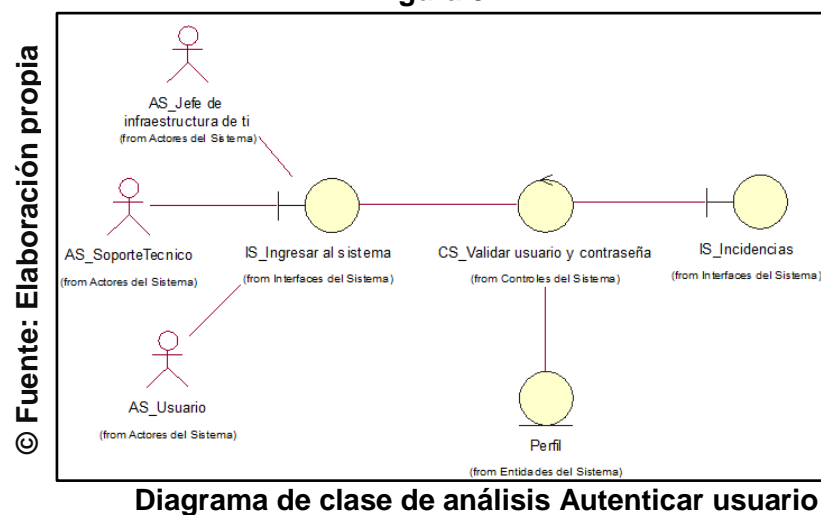 © Fuente: Elaboración propia
AS_Jefe de
infraestructura de ti
(from Actores del Sistema)
AS_SoporteTecnico
(from Actores del Sistema)
IS_Ingresar al sistema
(from Interfaces del Sistema)
CS_Validar usuario y contraseña
(from Controles del Sistema)
IS_Incidencias
(from Interfaces del Sistema)
AS_Usuario
(from Actores del Sistema)
Perfil
(from Entidades del Sistema)
Diagrama de clase de análisis Autenticar usuario